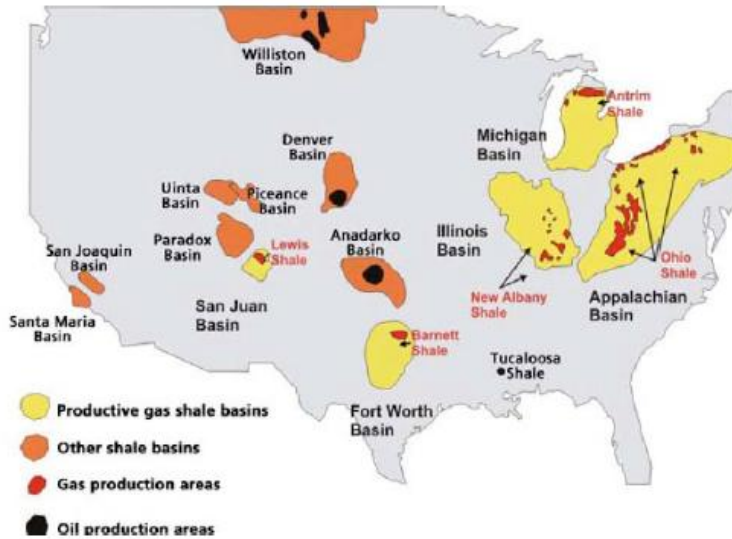 Williston
Basin
Antrim
Shale
Michigan
Basin
Denver
Basin
Uinta
Basin
Piceance
Basin
Paradox
Basin
Lewis
Shale
Anadarko
Basin
Illinois
Basin
San Joaquin
Basin
Santa Maria
Basin
San Juan
Basin
New Albany
Shale
Ohio
Shale
Appalachian
Basin
Barnett
Shale
Tucaloosa
Shale
Fort Worth
Basin
Productive gas shale basins
Other shale basins
Gas production areas
Oil production areas